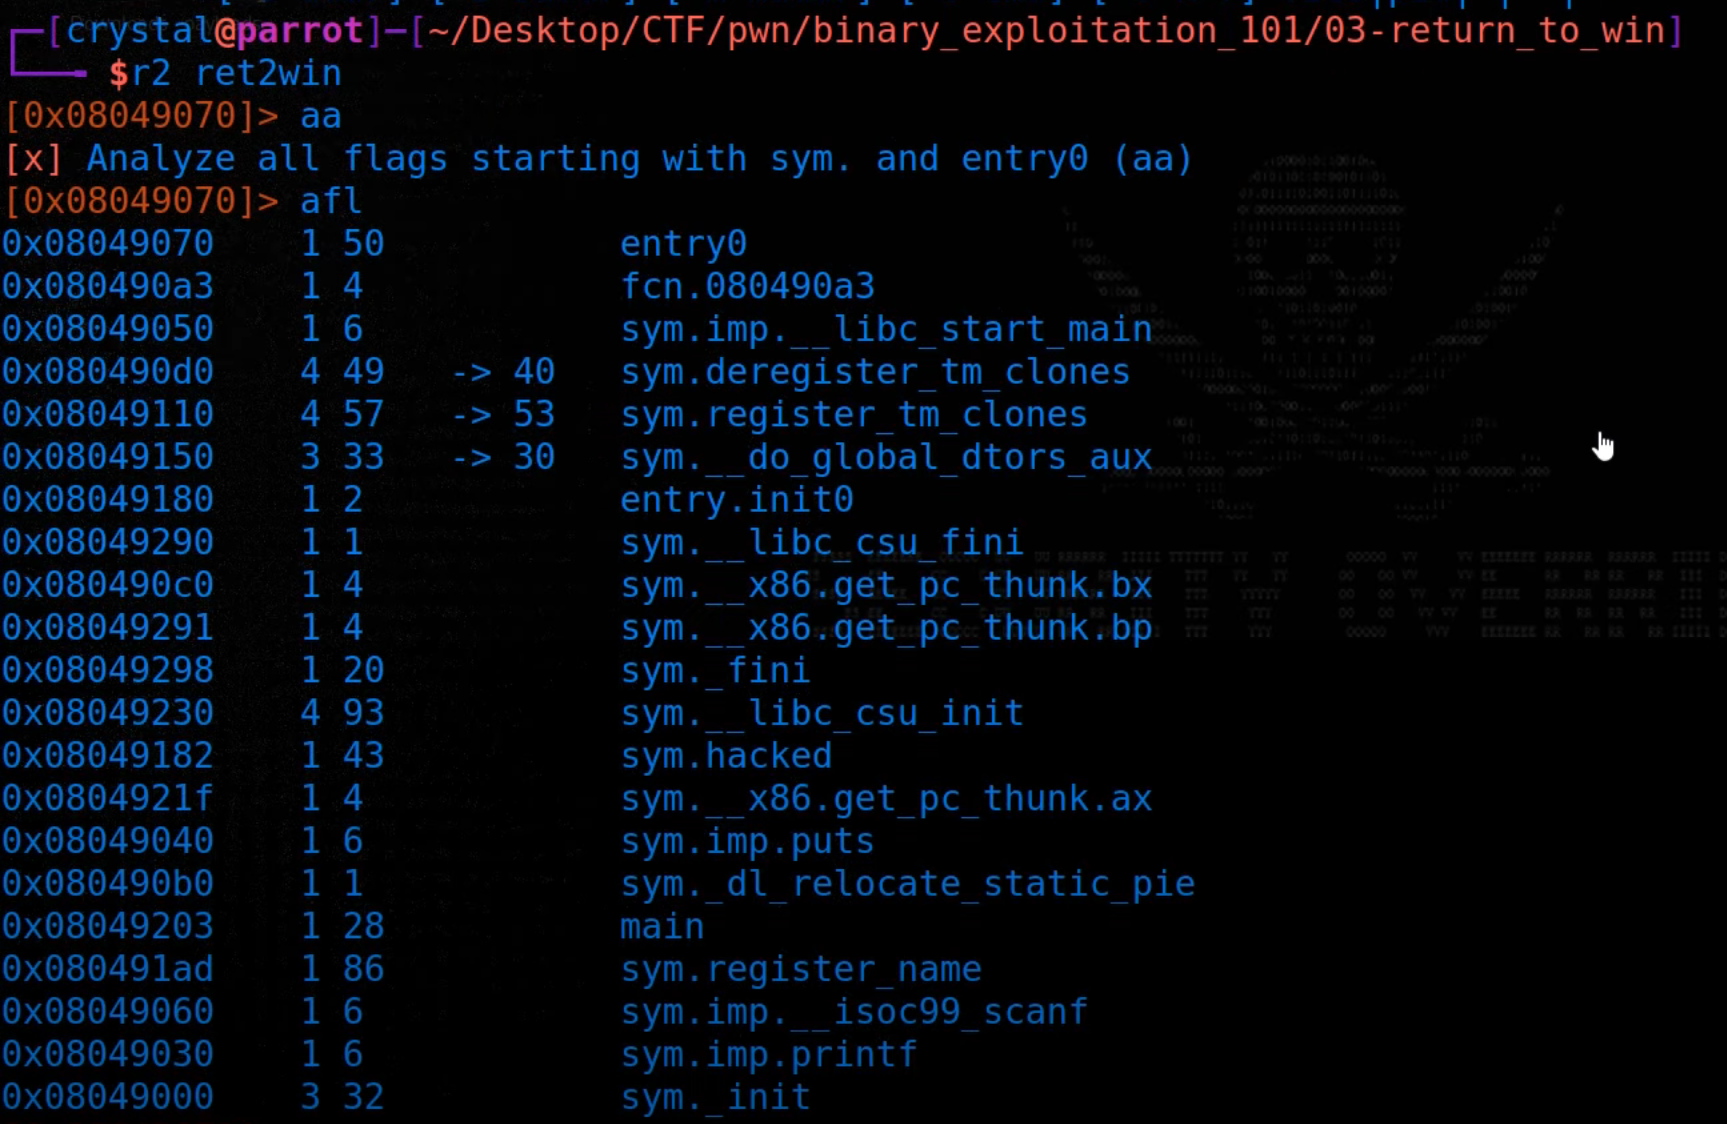 [crystal@parrot]-[~/Desktop/CTF/pwn/binary_exploitation_101/03-return_to_win]
$r2 ret2win
[0x08049070]> aa
[x] Analyze all flags starting with sym. and entry0 (aa)
[0x08049070]> afl
0x08049070 1 50 entry0
0x080490a3 1 4 fcn.080490a3
0x08049050 1 6 sym.imp.__libc_start_main
0x080490d0 4 49 -> 40 sym.deregister_tm_clones
0x08049110 4 57 -> 53 sym.register_tm_clones
0x08049150 3 33 -> 30 sym.__do_global_dtors_aux
0x08049180 1 2 entry.init0
0x08049290 1 1 sym.__libc_csu_fini
0x080490c0 1 4 sym.__x86.get_pc_thunk.bx
0x08049291 1 4 sym.__x86.get_pc_thunk.bp
0x08049298 1 20 sym._fini
0x08049230 4 93 sym.__libc_csu_init
0x08049182 1 43 sym.hacked
0x0804921f 1 4 sym.__x86.get_pc_thunk.ax
0x08049040 1 6 sym.imp.puts
0x080490b0 1 1 sym._dl_relocate_static_pie
0x08049203 1 28 main
0x080491ad 1 86 sym.register_name
0x08049060 1 6 sym.imp.__isoc99_scanf
0x08049030 1 6 sym.imp.printf
0x08049000 3 32 sym._init